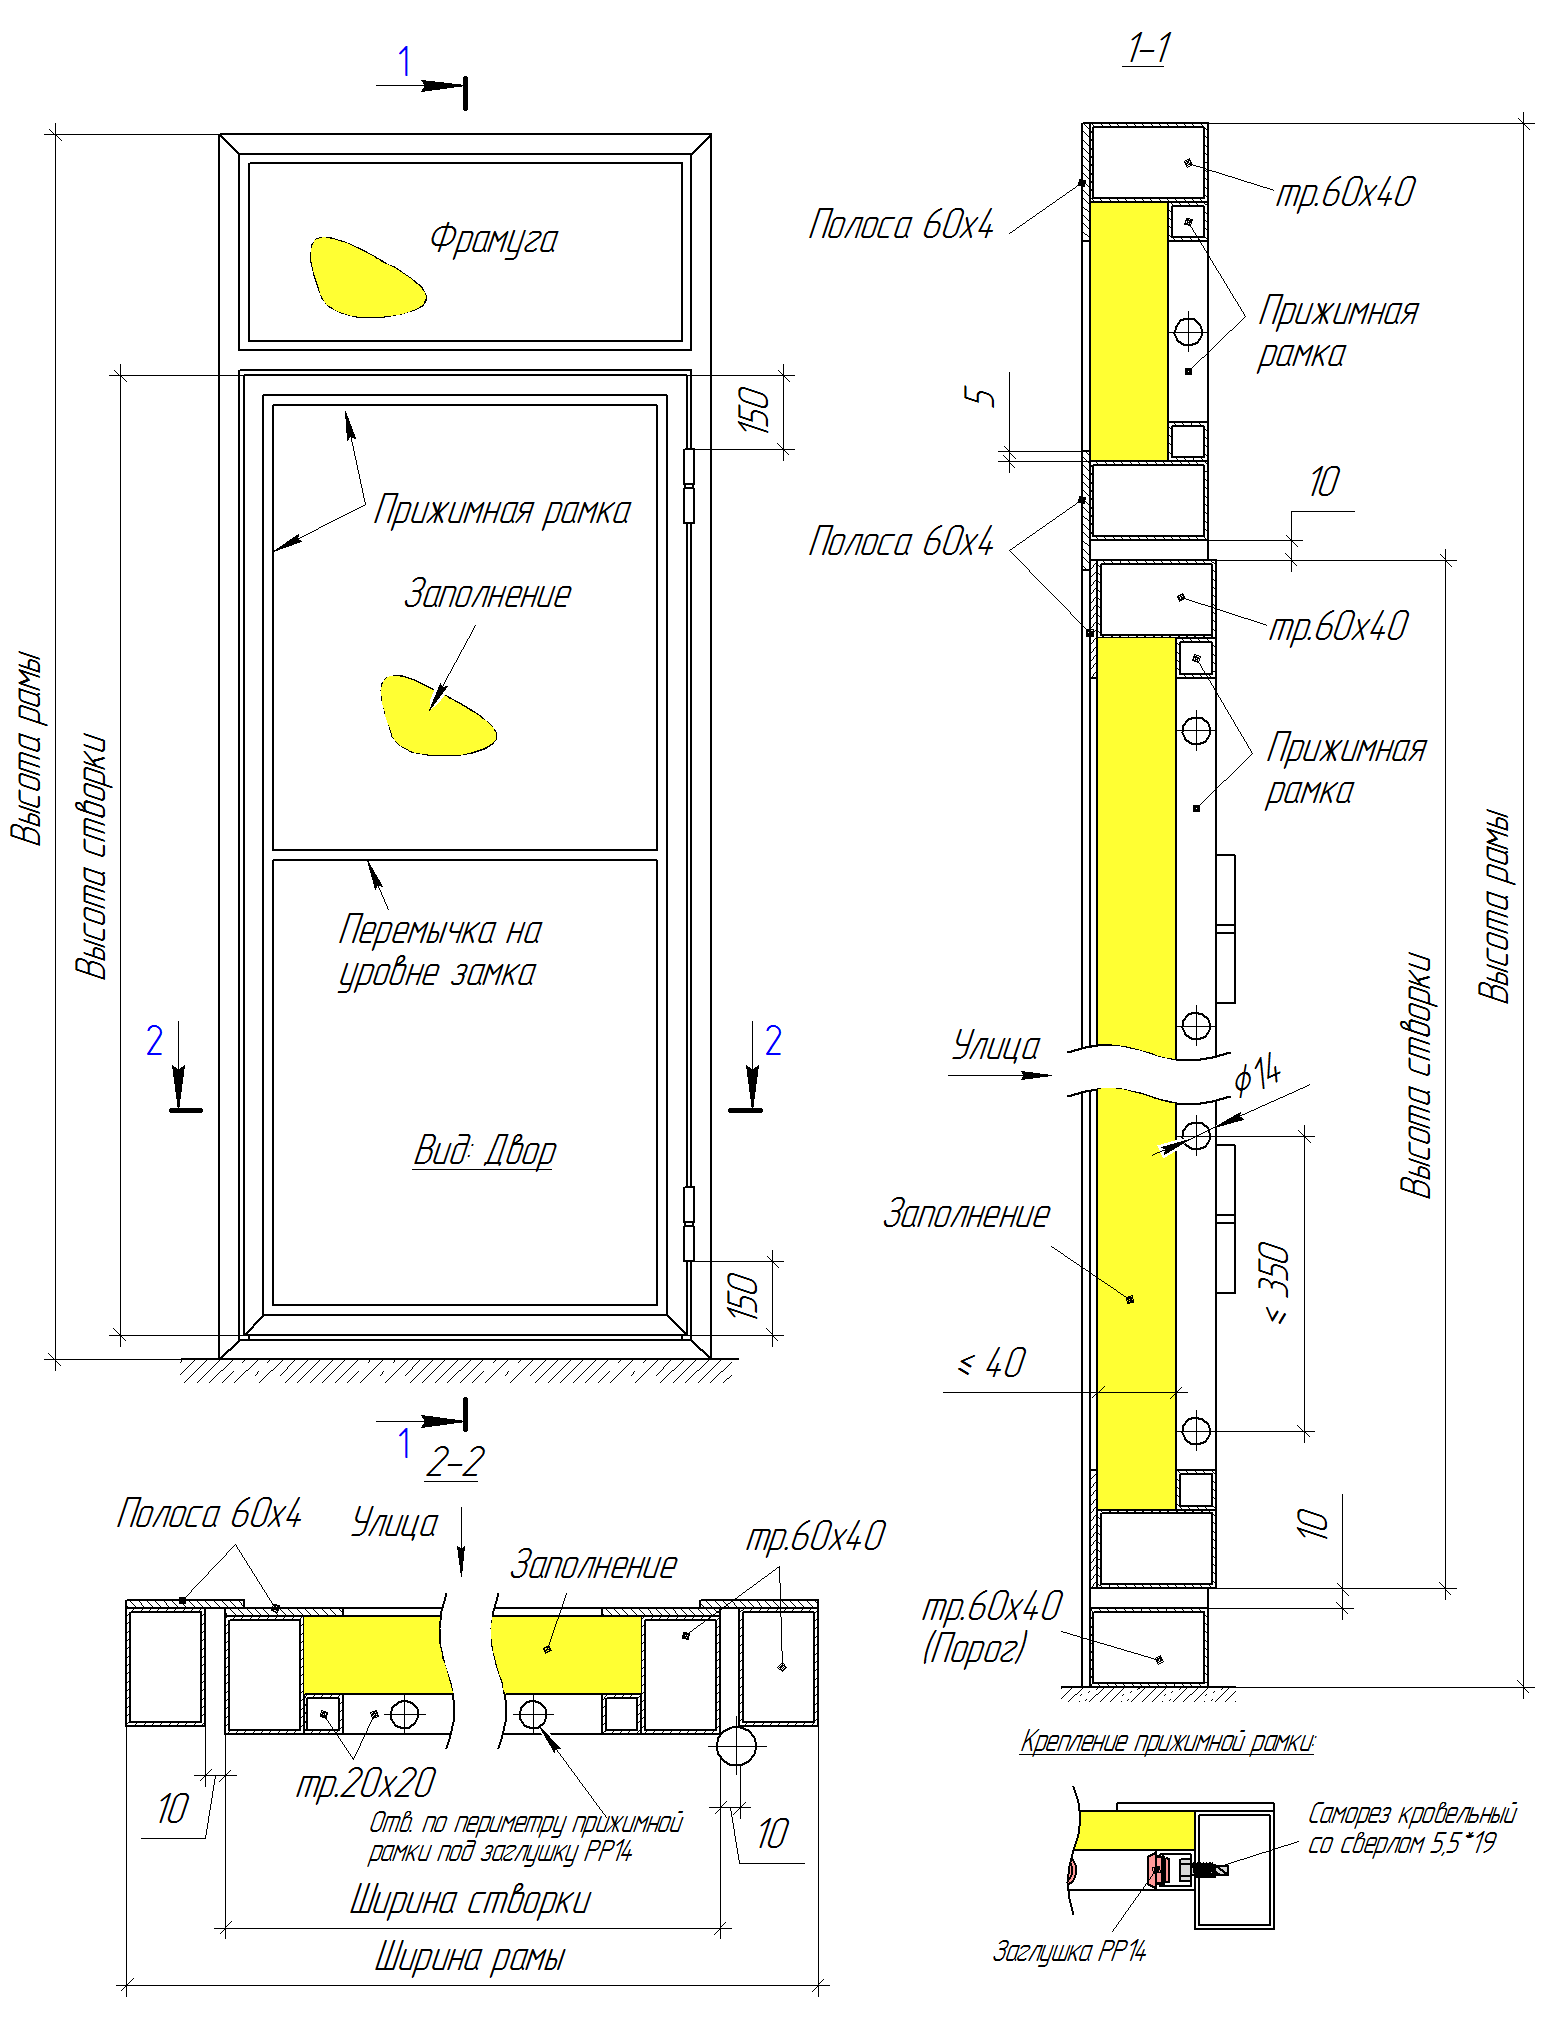 1
1-1
Полоса 60х4
тр.60х40
Фрамуга
Прижимная
рамка
150
5
10
Прижимная рамка
Полоса 60х4
Заполнение
тр.60х40
Высота рамы
Высота створки
Прижимная
рамка
Перемычка на
уровне замка
2
2
Улица
ϕ14
Высота створки
Высота рамы
Вид: Двор
Заполнение
150
≤ 350
≤ 40
1
2-2
Полоса 60х4
Улица
Заполнение
тр.60х40
10
тр.60х40
(Порог)
тр.20х20
10
Отв. по периметру прижимной
рамки под заглушку РР14
10
Ширина створки
Ширина рамы
Крепление прижимной рамки:
Саморез кровельный
со сверлом 5,5*19
Заглушка РР14